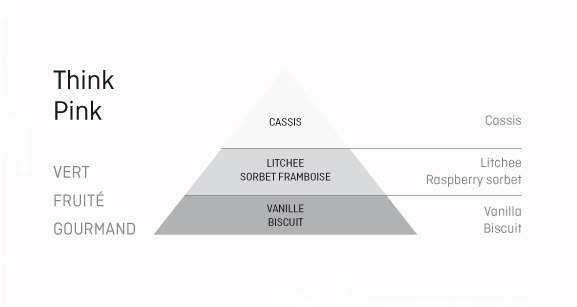 Think
Pink
VERT
FRUITÉ
GOURMAND
CASSIS
LITCHEE
SORBET FRAMBOISE
VANILLE
BISCUIT
Cassis
Litchee
Raspberry sorbet
Vanilla
Biscuit